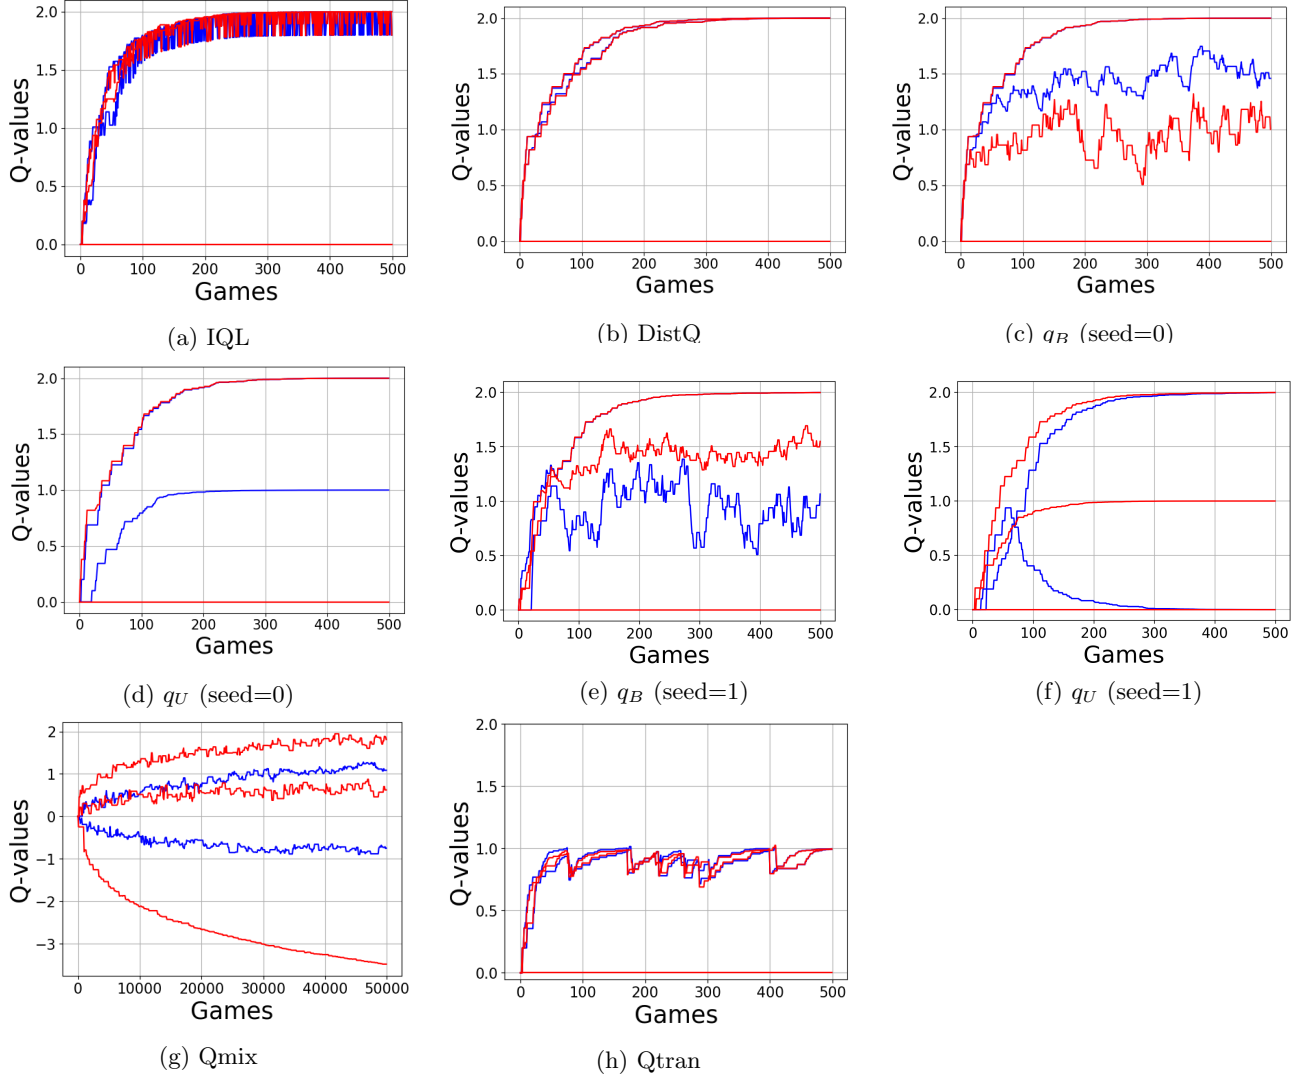 2.0
1.5
1.0
0.5
0.0
Q-values
0 100 200 300 400 500
Games
(a) IQL
2.0
1.5
1.0
0.5
0.0
Q-values
0 100 200 300 400 500
Games
(b) DistQ
2.0
1.5
1.0
0.5
0.0
Q-values
0 100 200 300 400 500
Games
(c) q_B (seed=0)
2.0
1.5
1.0
0.5
0.0
Q-values
0 100 200 300 400 500
Games
(d) q_U (seed=0)
2.0
1.5
1.0
0.5
0.0
Q-values
0 100 200 300 400 500
Games
(e) q_B (seed=1)
2.0
1.5
1.0
0.5
0.0
Q-values
0 100 200 300 400 500
Games
(f) q_U (seed=1)
2
1
0
−1
−2
−3
Q-values
0 10000 20000 30000 40000 50000
Games
(g) Qmix
2.0
1.5
1.0
0.5
0.0
Q-values
0 100 200 300 400 500
Games
(h) Qtran